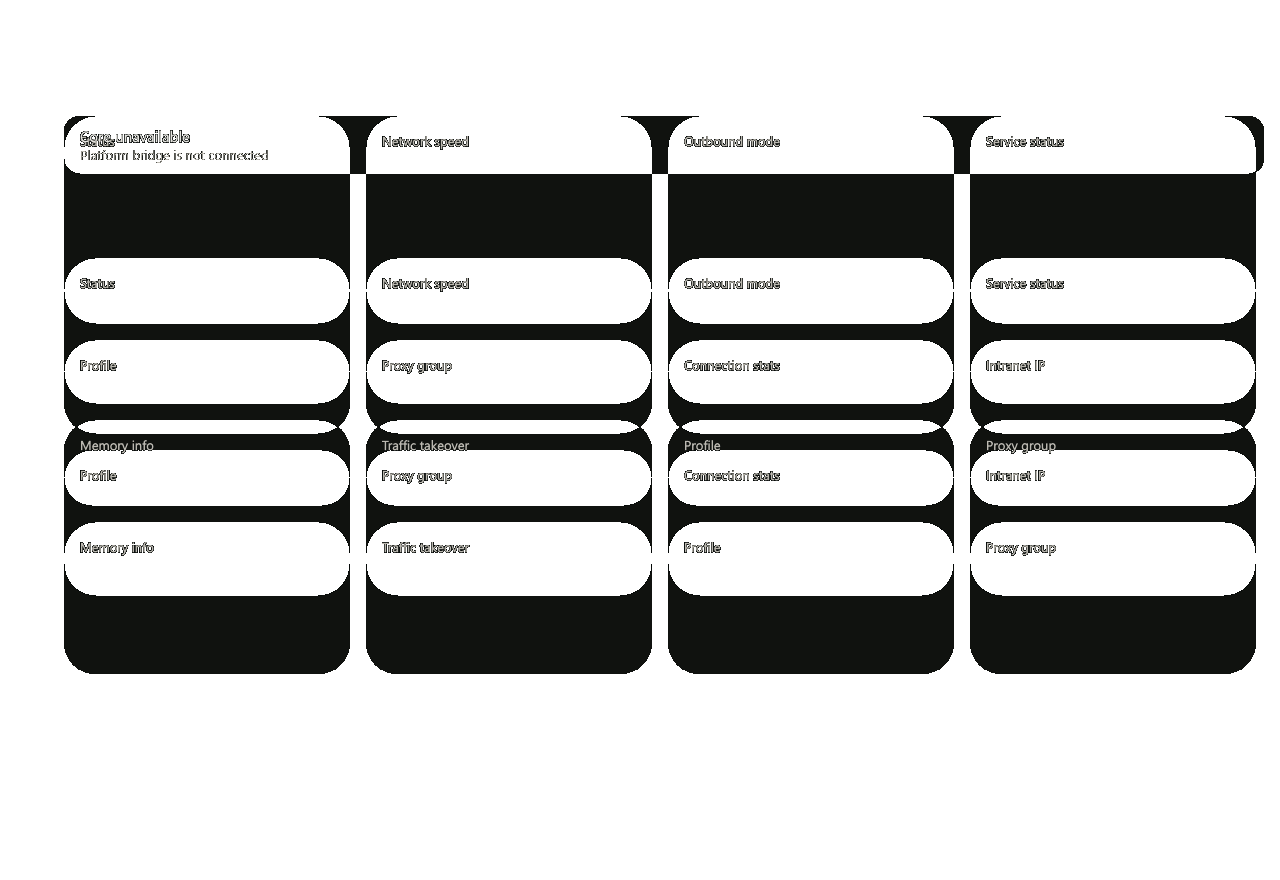 Core unavailable
Status
Network speed
Outbound mode
Service status
Platform bridge is not connected
Status
Network speed
Outbound mode
Service status
Profile
Proxy group
Connection stats
Intranet IP
Memory info
Traffic takeover
Profile
Proxy group
Profile
Proxy group
Connection stats
Intranet IP
Memory info
Traffic takeover
Profile
Proxy group